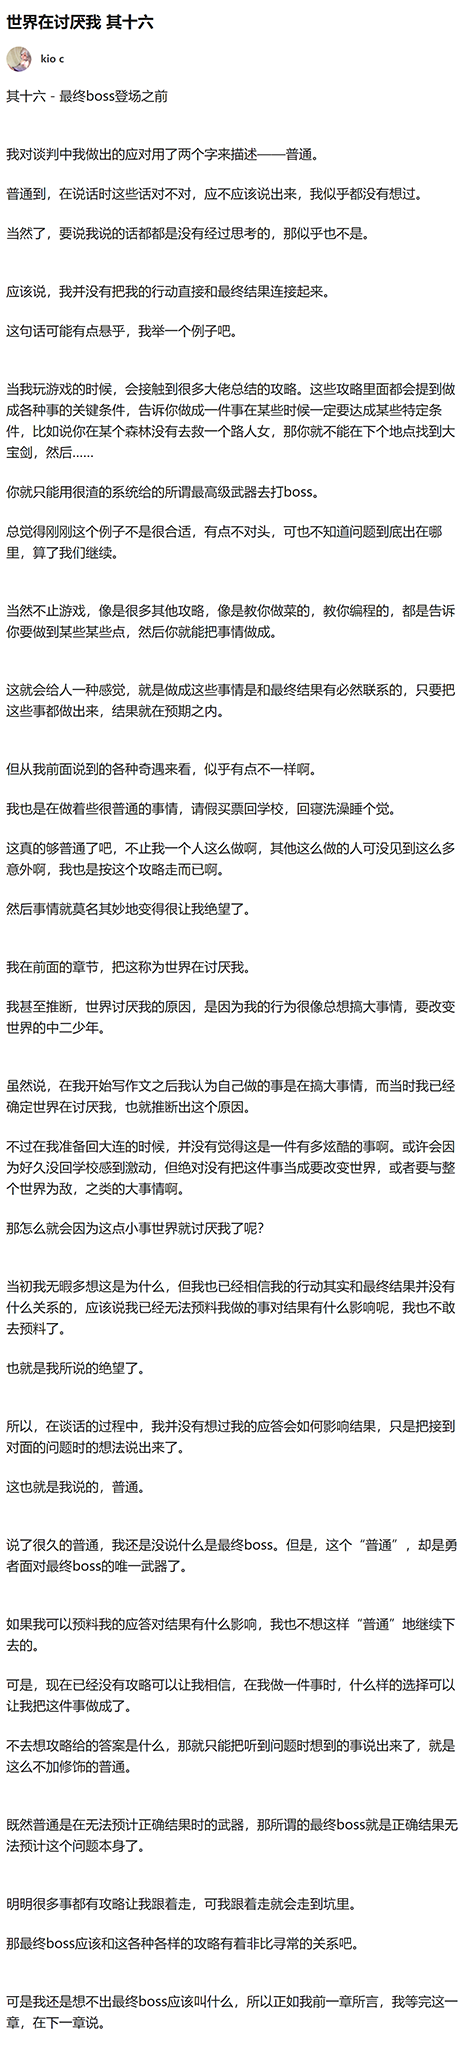 世界在讨厌我 其十六
kio c
其十六 - 最终boss登场之前
我对谈判中我做出的应对用了两个字来描述——普通。
普通到，在说话时这些话对不对，应不应该说出来，我似乎都没有想过。
当然了，要说我说的话都都是没有经过思考的，那似乎也不是。
应该说，我并没有把我的行动直接和最终结果连接起来。
这句话可能有点悬乎，我举一个例子吧。
当我玩游戏的时候，会接触到很多大佬总结的攻略。这些攻略里面都会提到做
成各种事的关键条件，告诉你做成一件事在某些时候一定要达成某些特定条
件，比如说你在某个森林没有去救一个路人女，那你就不能在下个地点找到大
宝剑，然后......
你就只能用很渣的系统给的所谓最高级武器去打boss。
总觉得刚刚这个例子不是很合适，有点不对头，可也不知道问题到底出在哪
里，算了我们继续。
当然不止游戏，像是很多其他攻略，像是教你做菜的，教你编程的，都是告诉
你要做到某些某些点，然后你就能把事情做成。
这就会给人一种感觉，就是做成这些事情是和最终结果有必然联系的，只要把
这些事都做出来，结果就在预期之内。
但从我前面说到的各种奇遇来看，似乎有点不一样啊。
我也是在做着些很普通的事情，请假买票回学校，回寝洗澡睡个觉。
这真的够普通了吧，不止我一个人这么做啊，其他这么做的人可没见到这么多
意外啊，我也是按这个攻略走而已啊。
然后事情就莫名其妙地变得很让我绝望了。
我在前面的章节，把这称为世界在讨厌我。
我甚至推断，世界讨厌我的原因，是因为我的行为很像总想搞大事情，要改变
世界的中二少年。
虽然说，在我开始写作文之后我认为自己做的事是在搞大事情，而当时我已经
确定世界在讨厌我，也就推断出这个原因。
不过在我准备回大连的时候，并没有觉得这是一件有多炫酷的事啊。或许会因
为好久没回学校感到激动，但绝对没有把这件事当成要改变世界，或者要与整
个世界为敌，之类的大事情啊。
那怎么就会因为这点小事世界就讨厌我了呢？
当初我无暇多想这是为什么，但我也已经相信我的行动其实和最终结果并没有
什么关系的，应该说我已经无法预料我做的事对结果有什么影响呢，我也不敢
去预料了。
也就是我所说的绝望了。
所以，在谈话的过程中，我并没有想过我的应答会如何影响结果，只是把接到
对面的问题时的想法说出来了。
这也就是我说的，普通。
说了很久的普通，我还是没说什么是最终boss。但是，这个“普通”，却是勇
者面对最终boss的唯一武器了。
如果我可以预料我的应答对结果有什么影响，我也不想这样“普通”地继续下
去的。
可是，现在已经没有攻略可以让我相信，在我做一件事时，什么样的选择可以
让我把这件事做成了。
不去想攻略给的答案是什么，那就只能把听到问题时想到的事说出来了，就是
这么不加修饰的普通。
既然普通是在无法预计正确结果时的武器，那所谓的最终boss就是正确结果无
法预计这个问题本身了。
明明很多事都有攻略让我跟着走，可我跟着走就会走到坑里。
那最终boss应该和这各种各样的攻略有着非比寻常的关系吧。
可是我还是想不出最终boss应该叫什么，所以正如我前一章所言，我等完这一
章，在下一章说。